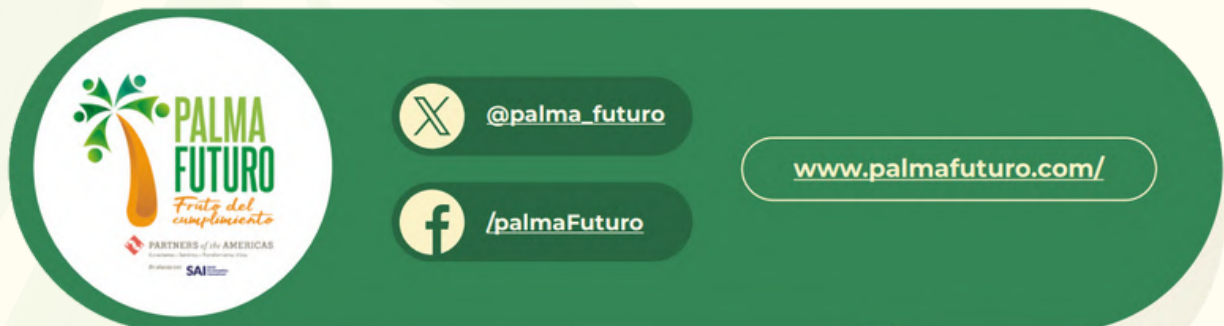 PALMA
FUTURO
Fruto del
cumplimiento
PARTNERS of the AMERICAS
SAI
@palma_futuro
/palmaFuturo
www.palmafuturo.com/